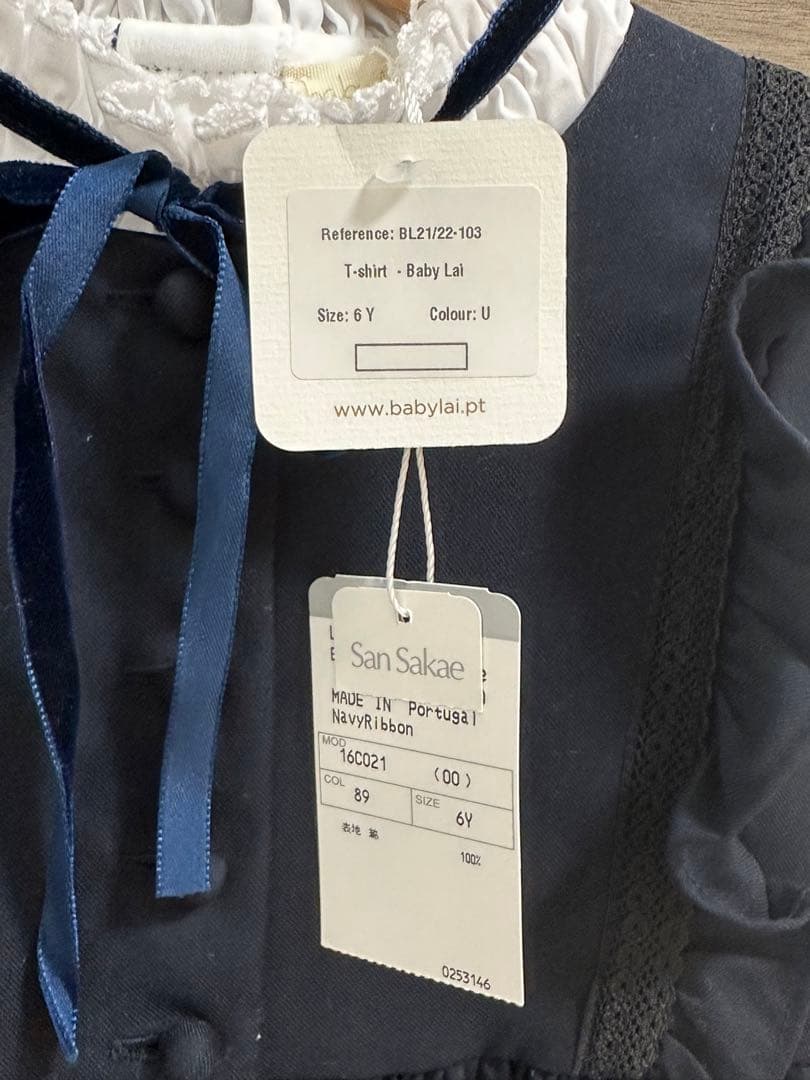 Reference: BL21/22-103
T-shirt - Baby Lai
Size: 6 Y Colour: U
www.babylai.pt
San Sakae
MADE IN Portugal
NavyRibbon
MOD 16C021 (00)
COL 89 SIZE 6Y
表地 綿 100%
0253146